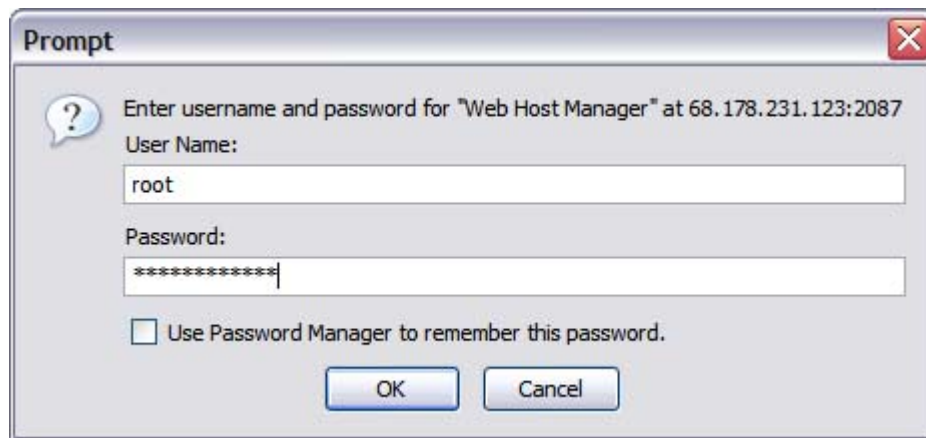 Prompt
Enter username and password for "Web Host Manager" at 68.178.231.123:2087
User Name:
root
Password:
************
Use Password Manager to remember this password.
OK
Cancel